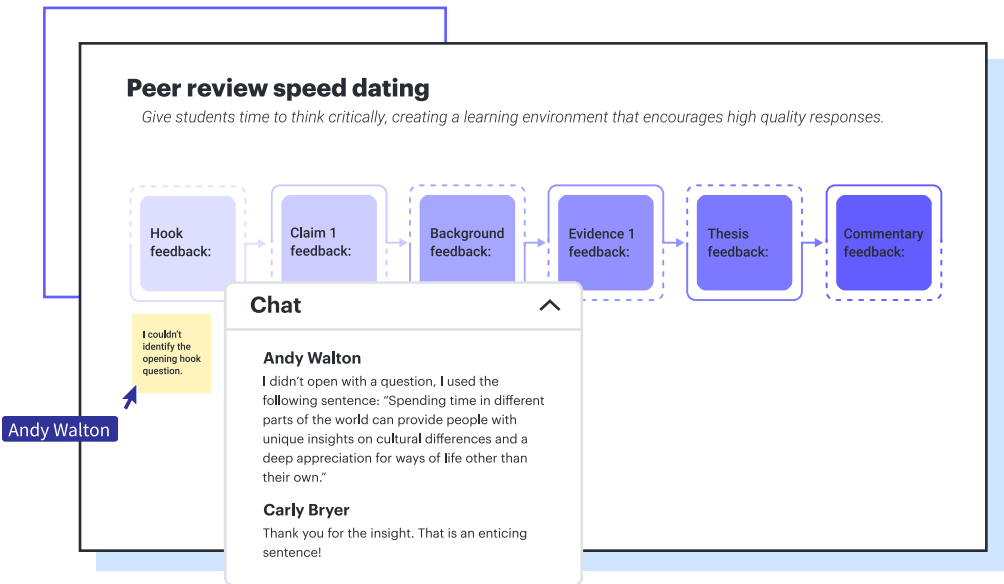 Peer review speed dating
Give students time to think critically, creating a learning environment that encourages high quality responses.
Hook
feedback:
Claim 1
feedback:
Background
feedback:
Evidence 1
feedback:
Thesis
feedback:
Commentary
feedback:
I couldn't
identify the
opening hook
question.
Andy Walton
Chat
Andy Walton
I didn't open with a question, I used the
following sentence: “Spending time in different
parts of the world can provide people with
unique insights on cultural differences and a
deep appreciation for ways of life other than
their own.”
Carly Bryer
Thank you for the insight. That is an enticing
sentence!